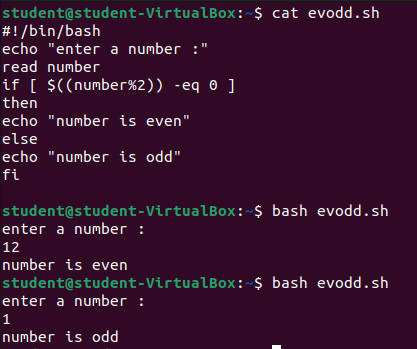 student@student-VirtualBox:~$ cat evodd.sh
#!/bin/bash
echo "enter a number :"
read number
if [ $((number%2)) -eq 0 ]
then
echo "number is even"
else
echo "number is odd"
fi
student@student-VirtualBox:~$ bash evodd.sh
enter a number :
12
number is even
student@student-VirtualBox:~$ bash evodd.sh
enter a number :
1
number is odd